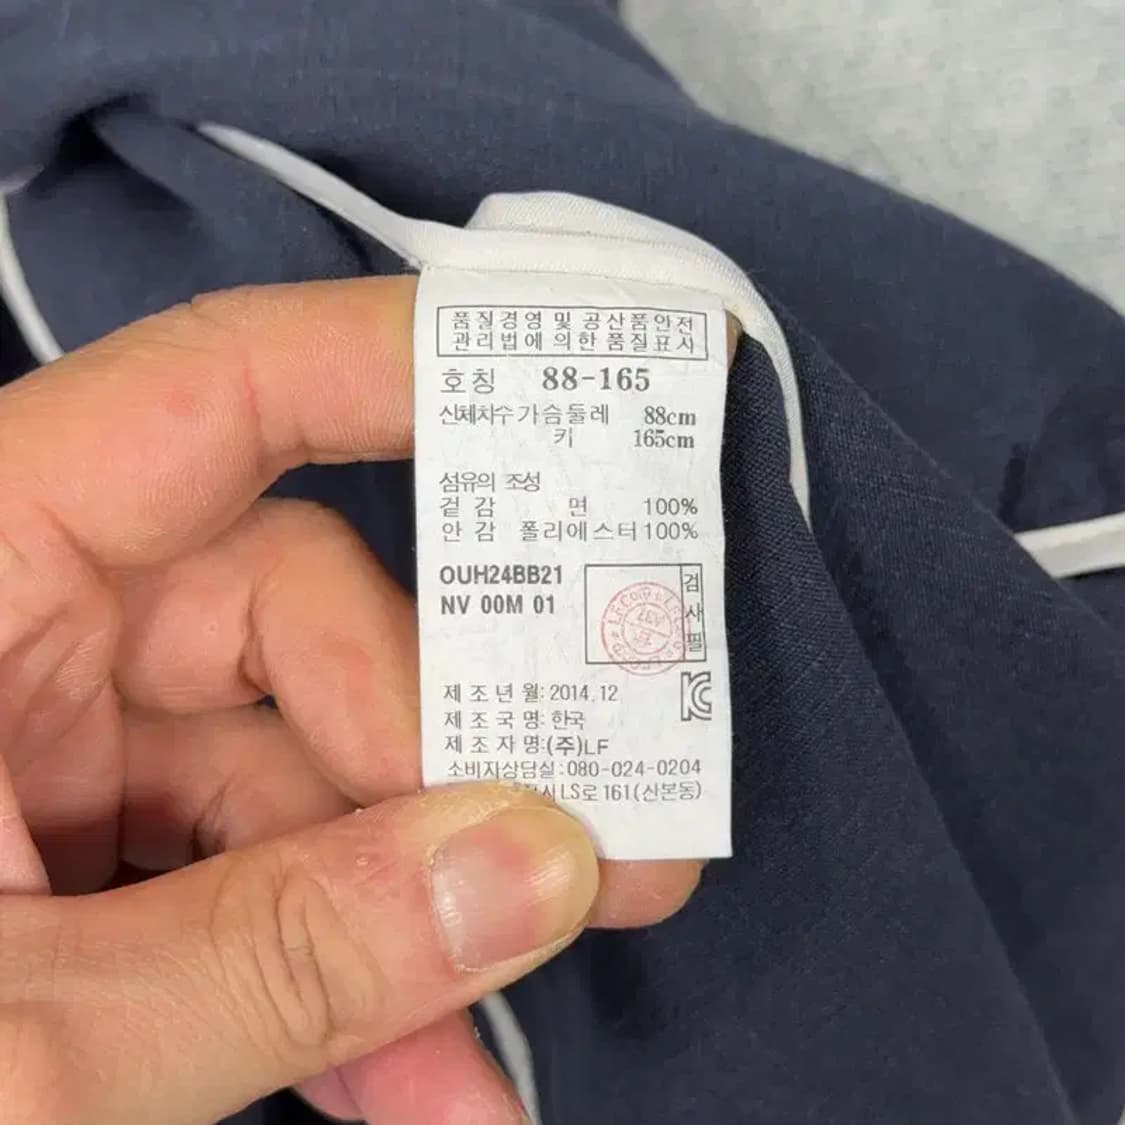 품질경영 및 공산품안전
관리법에 의한 품질표시
호칭 88-165
신체치수 가슴둘레 88cm
키 165cm
섬유의 조성
겉감 면 100%
안감 폴리에스터 100%
OUH24BB21
NV 00M 01
검사필
제조년월: 2014.12
제조국명: 한국
제조자명:(주)LF
소비자상담실:080-024-0204
시 LS로 161(산본동)